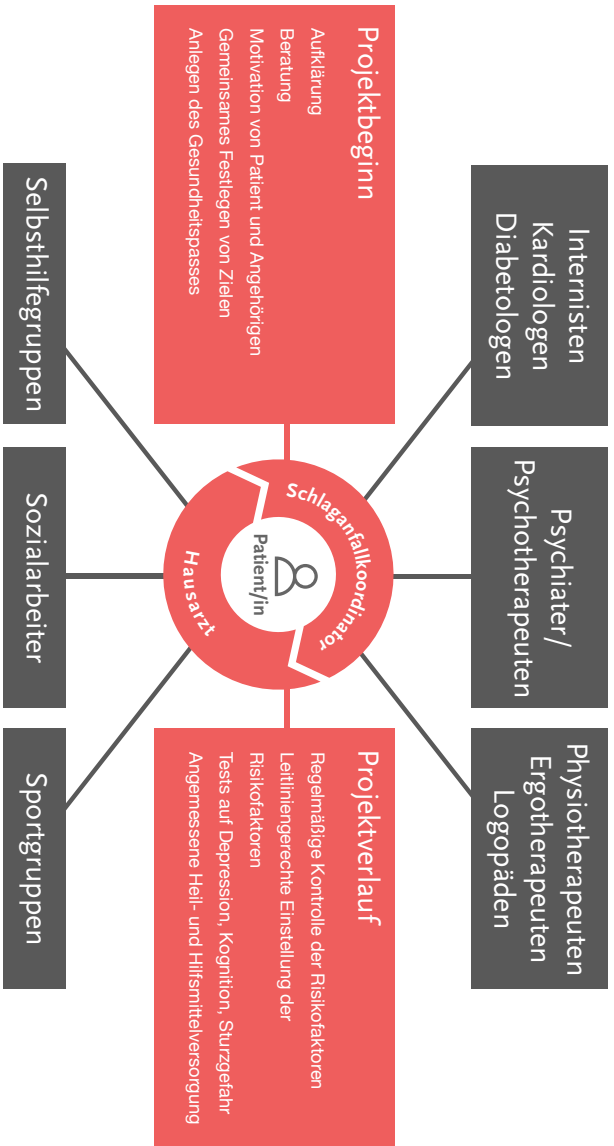 Internisten
Kardiologen
Diabetologen
Psychiater/
Psychotherapeuten
Physiotherapeuten
Ergotherapeuten
Logopäden
Projektbeginn
Aufklärung
Beratung
Motivation von Patient und Angehörigen
Gemeinsames Festlegen von Zielen
Anlegen des Gesundheitspasses
Schlaganfallkoordinator
Patient/in
Hausarzt
Projektverlauf
Regelmäßige Kontrolle der Risikofaktoren
Leitliniengerechte Einstellung der
Risikofaktoren
Tests auf Depression, Kognition, Sturzgefahr
Angemessene Heil- und Hilfsmittelversorgung
Selbsthilfegruppen
Sozialarbeiter
Sportgruppen